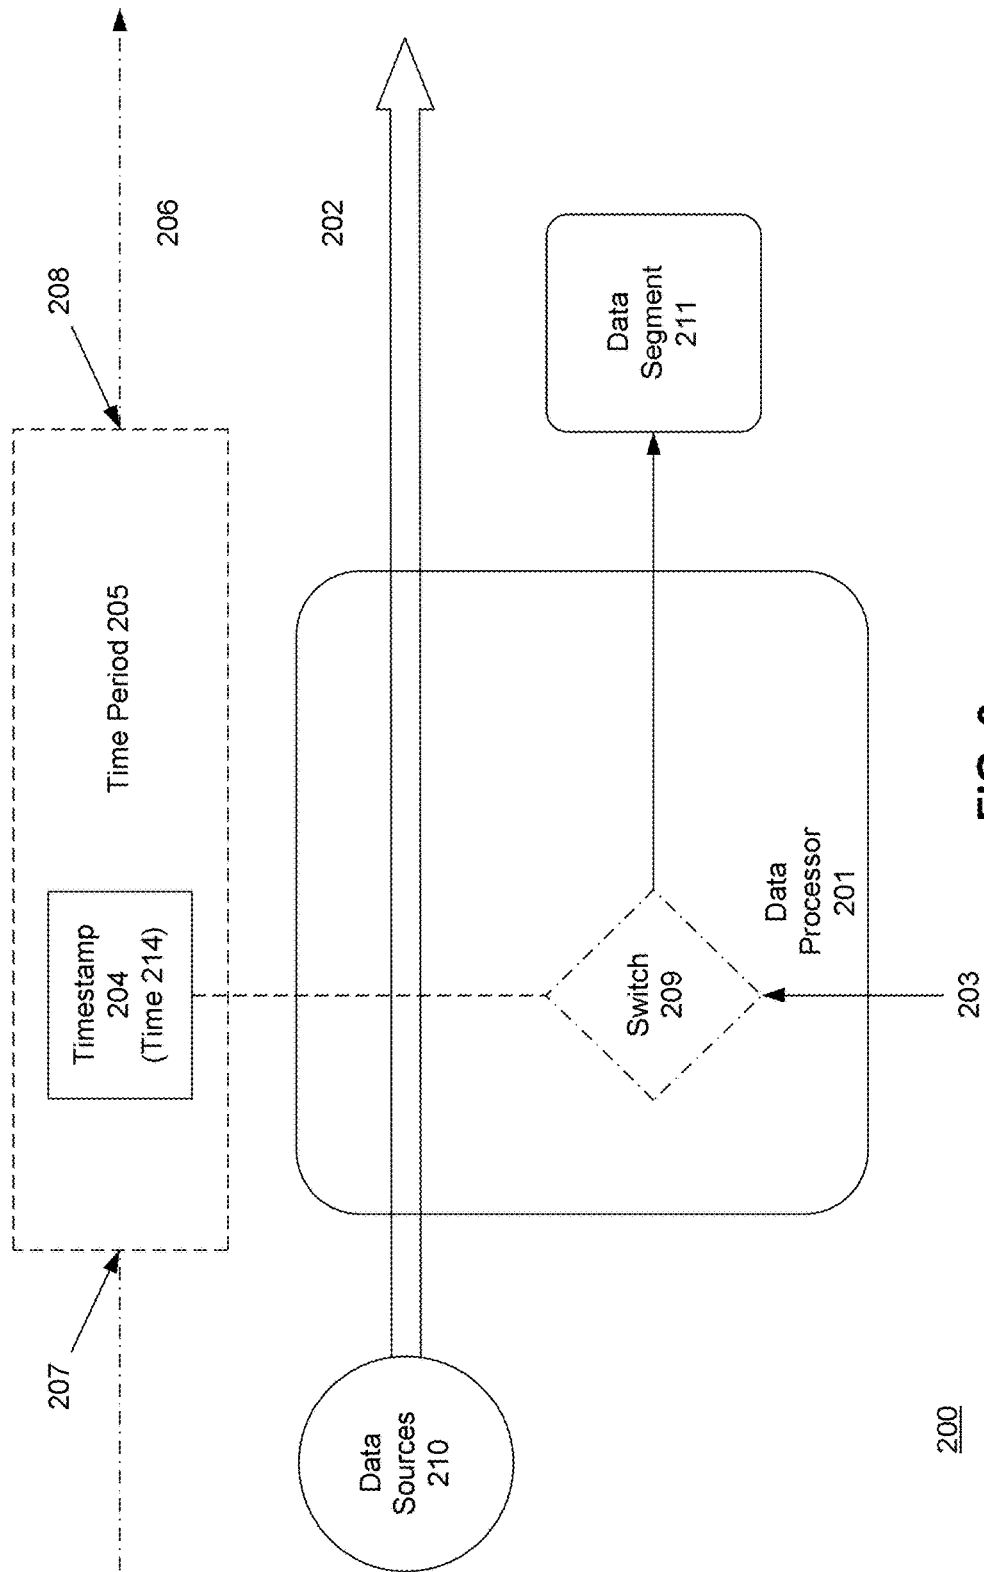 207
208
Timestamp
204
(Time 214)
Time Period 205
206
202
Data
Sources
210
Switch
209
Data
Processor
201
Data
Segment
211
203
200